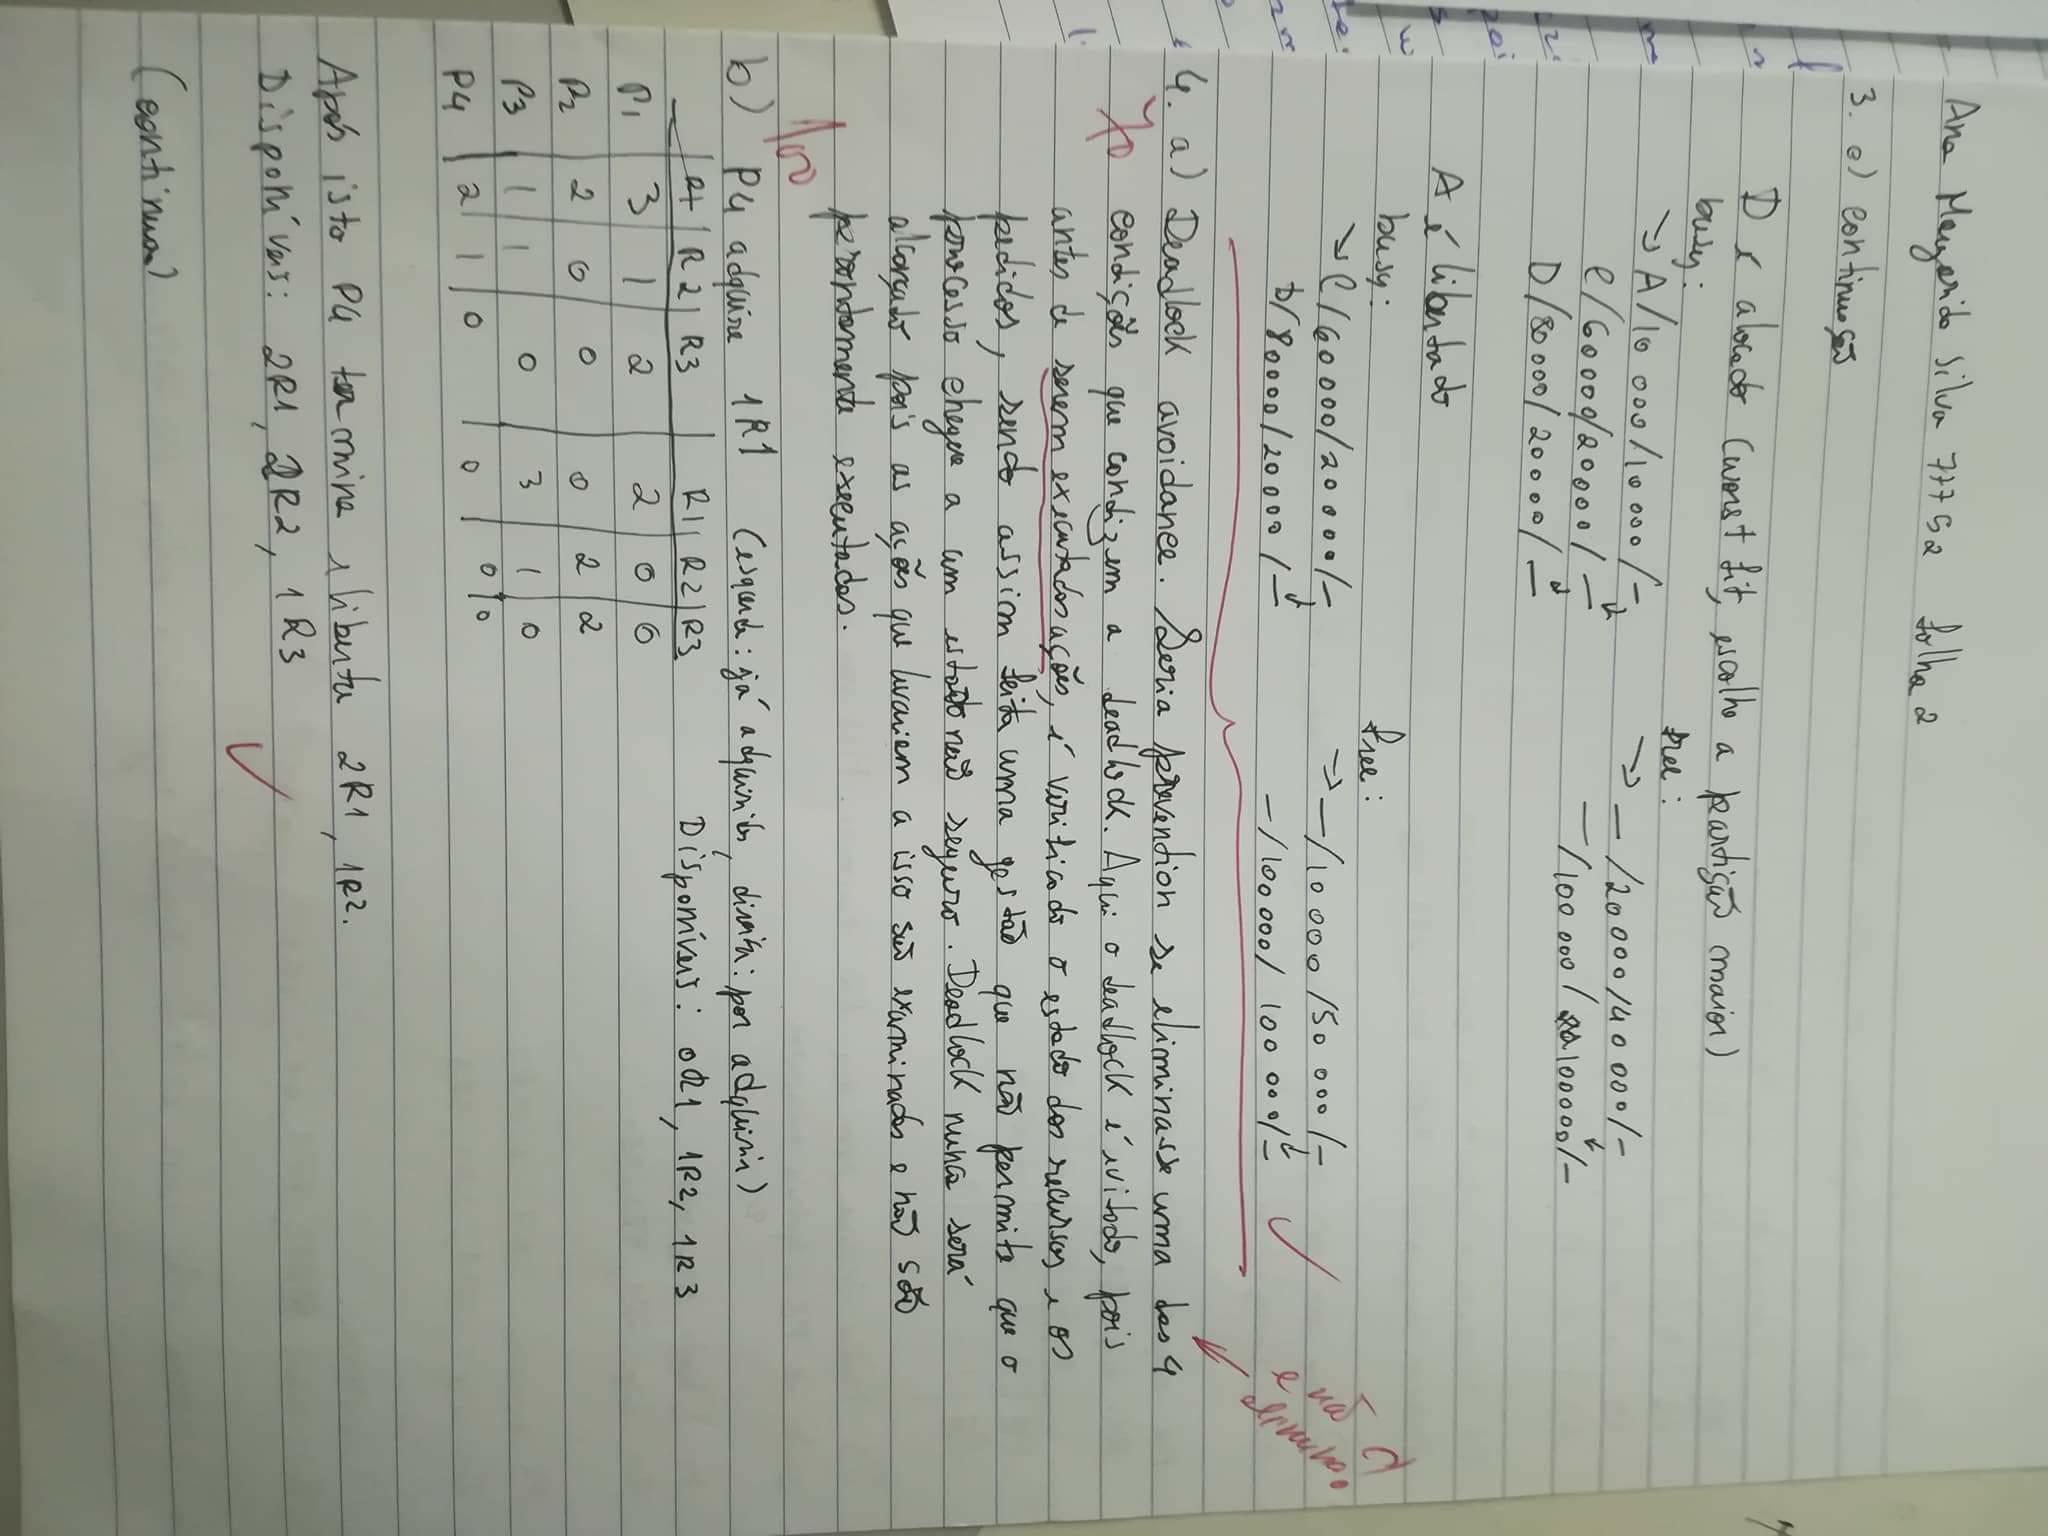 Ana Margarida Silva 77752 folha 2
3. c) continuação
D é alocado (worst fit, escolhe a partição maior)
busy: free:
→ A/10 000/10 000/– → – /20 000/40 000/–
C/60000/20000/– – /100 000/ 100000/–
D/80000/20000/–
A é libertado
busy: free:
→ C/60000/20000/– → –/10000/50 000/–
D/80000/20000/– –/100000/ 100 000/–
e não
elimina?
4. a) Deadlock avoidance. Seria prevention se eliminasse uma das 4
70
condições que condizem a deadlock. Aqui o deadlock é evitado, pois
antes de serem executadas ações, é verificado o estado dos recursos e os
pedidos, sendo assim feita uma gestão que não permite que o
processo chegue a um estado não seguro. Deadlock nunca será
alcançado pois as ações que levariam a isso são examinadas e não são
prontamente executadas.
100
b) P4 adquire 1R1 (esquerda: já adquiridos, direita: por adquirir)
R1 R2 R3 R1 R2 R3 Disponíveis: 0R1, 1R2, 1R3
P1 3 1 2 2 0 0
P2 2 0 0 0 2 2
P3 1 1 0 3 1 0
P4 2 1 0 0 0 0
Após isto P4 termina e liberta 2R1, 1R2.
Disponíveis: 2R1, 2R2, 1R3
(continua)